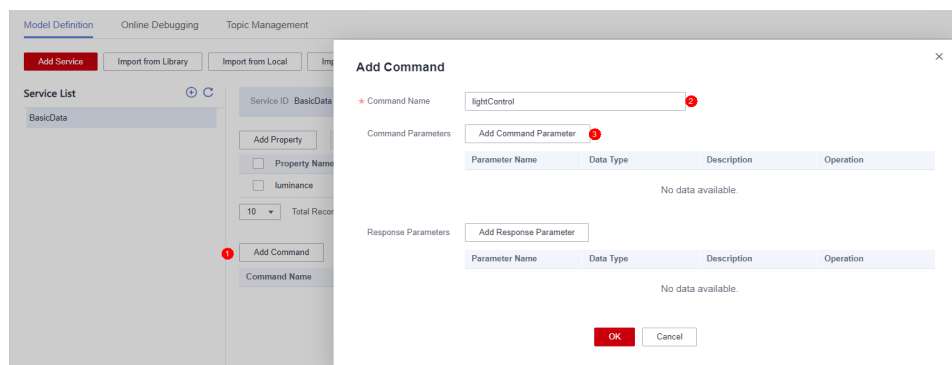 Model Definition Online Debugging Topic Management
Add Service Import from Library Import from Local Imp
Service List
BasicData
Service ID BasicData
Add Property
Property Name
luminance
10 Total Recor
1 Add Command
Command Name
Add Command
* Command Name lightControl 2
Command Parameters Add Command Parameter 3
Parameter Name Data Type Description Operation
No data available.
Response Parameters Add Response Parameter
Parameter Name Data Type Description Operation
No data available.
OK Cancel